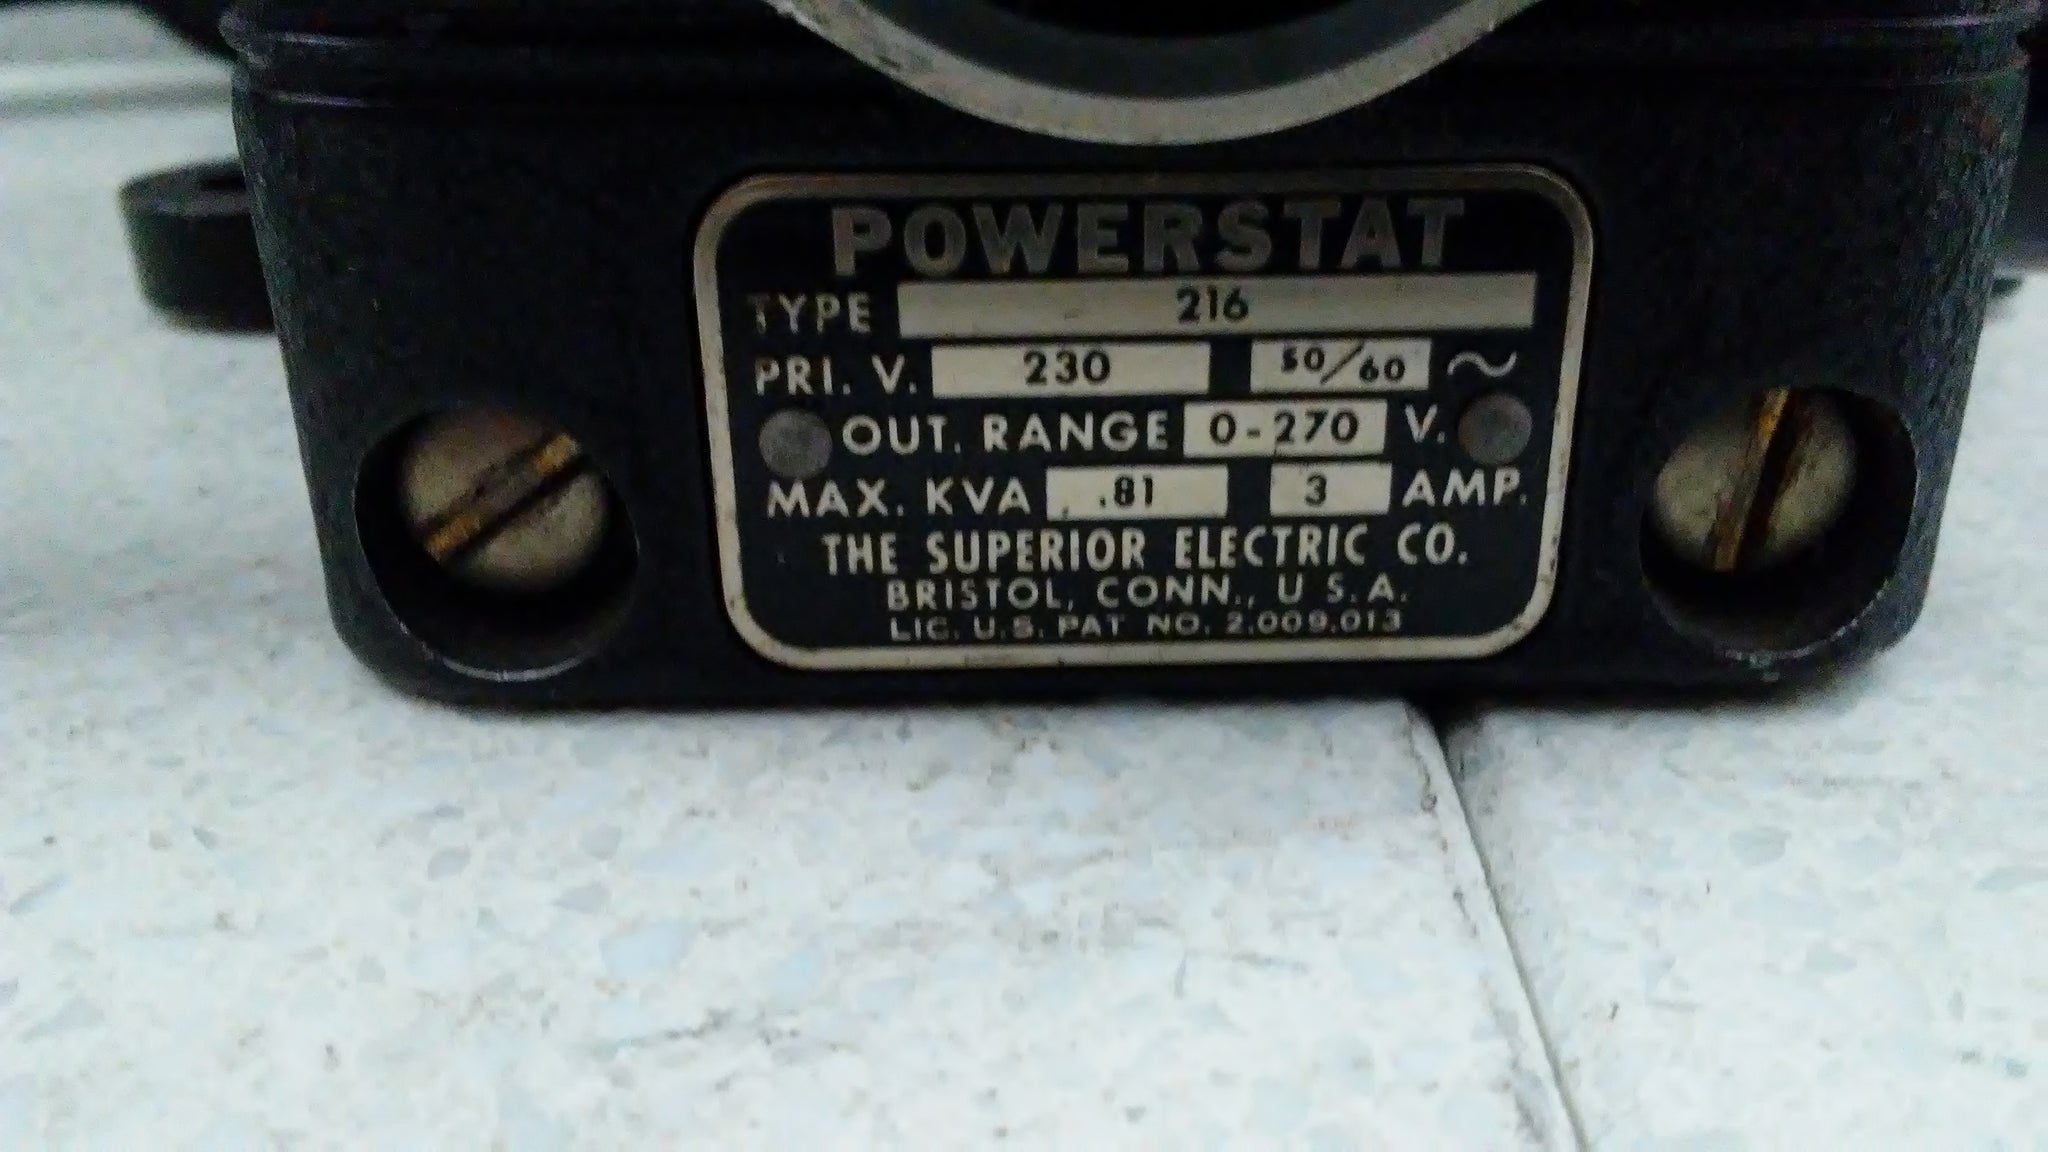 POWERSTAT
TYPE 216
PRI. V. 230 50/60 ~
OUT. RANGE 0-270 V.
MAX. KVA .81 3 AMP.
THE SUPERIOR ELECTRIC CO.
BRISTOL, CONN., U.S.A.
LIC. U.S. PAT NO. 2,009,013